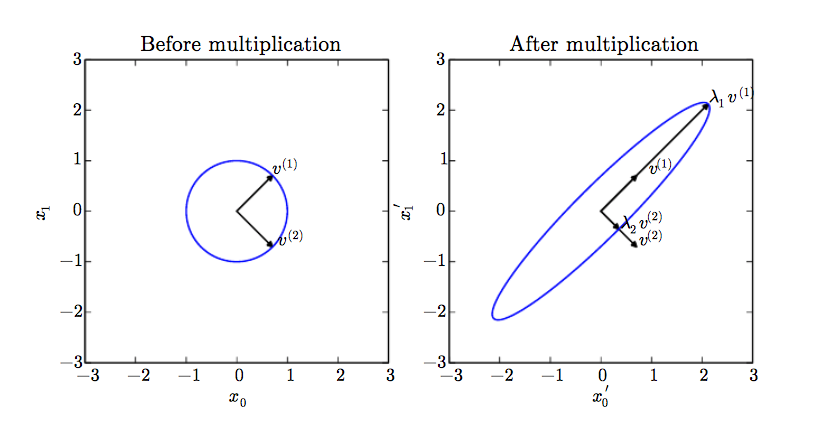 Before multiplication
After multiplication
3
2
1
0
−1
−2
−3
−3
−2
−1
0
1
2
3
x₀
x₁
v⁽¹⁾
v⁽²⁾
3
2
1
0
−1
−2
−3
−3
−2
−1
0
1
2
3
x₀′
x₁′
λ₁ v⁽¹⁾
v⁽¹⁾
λ₂ v⁽²⁾
v⁽²⁾